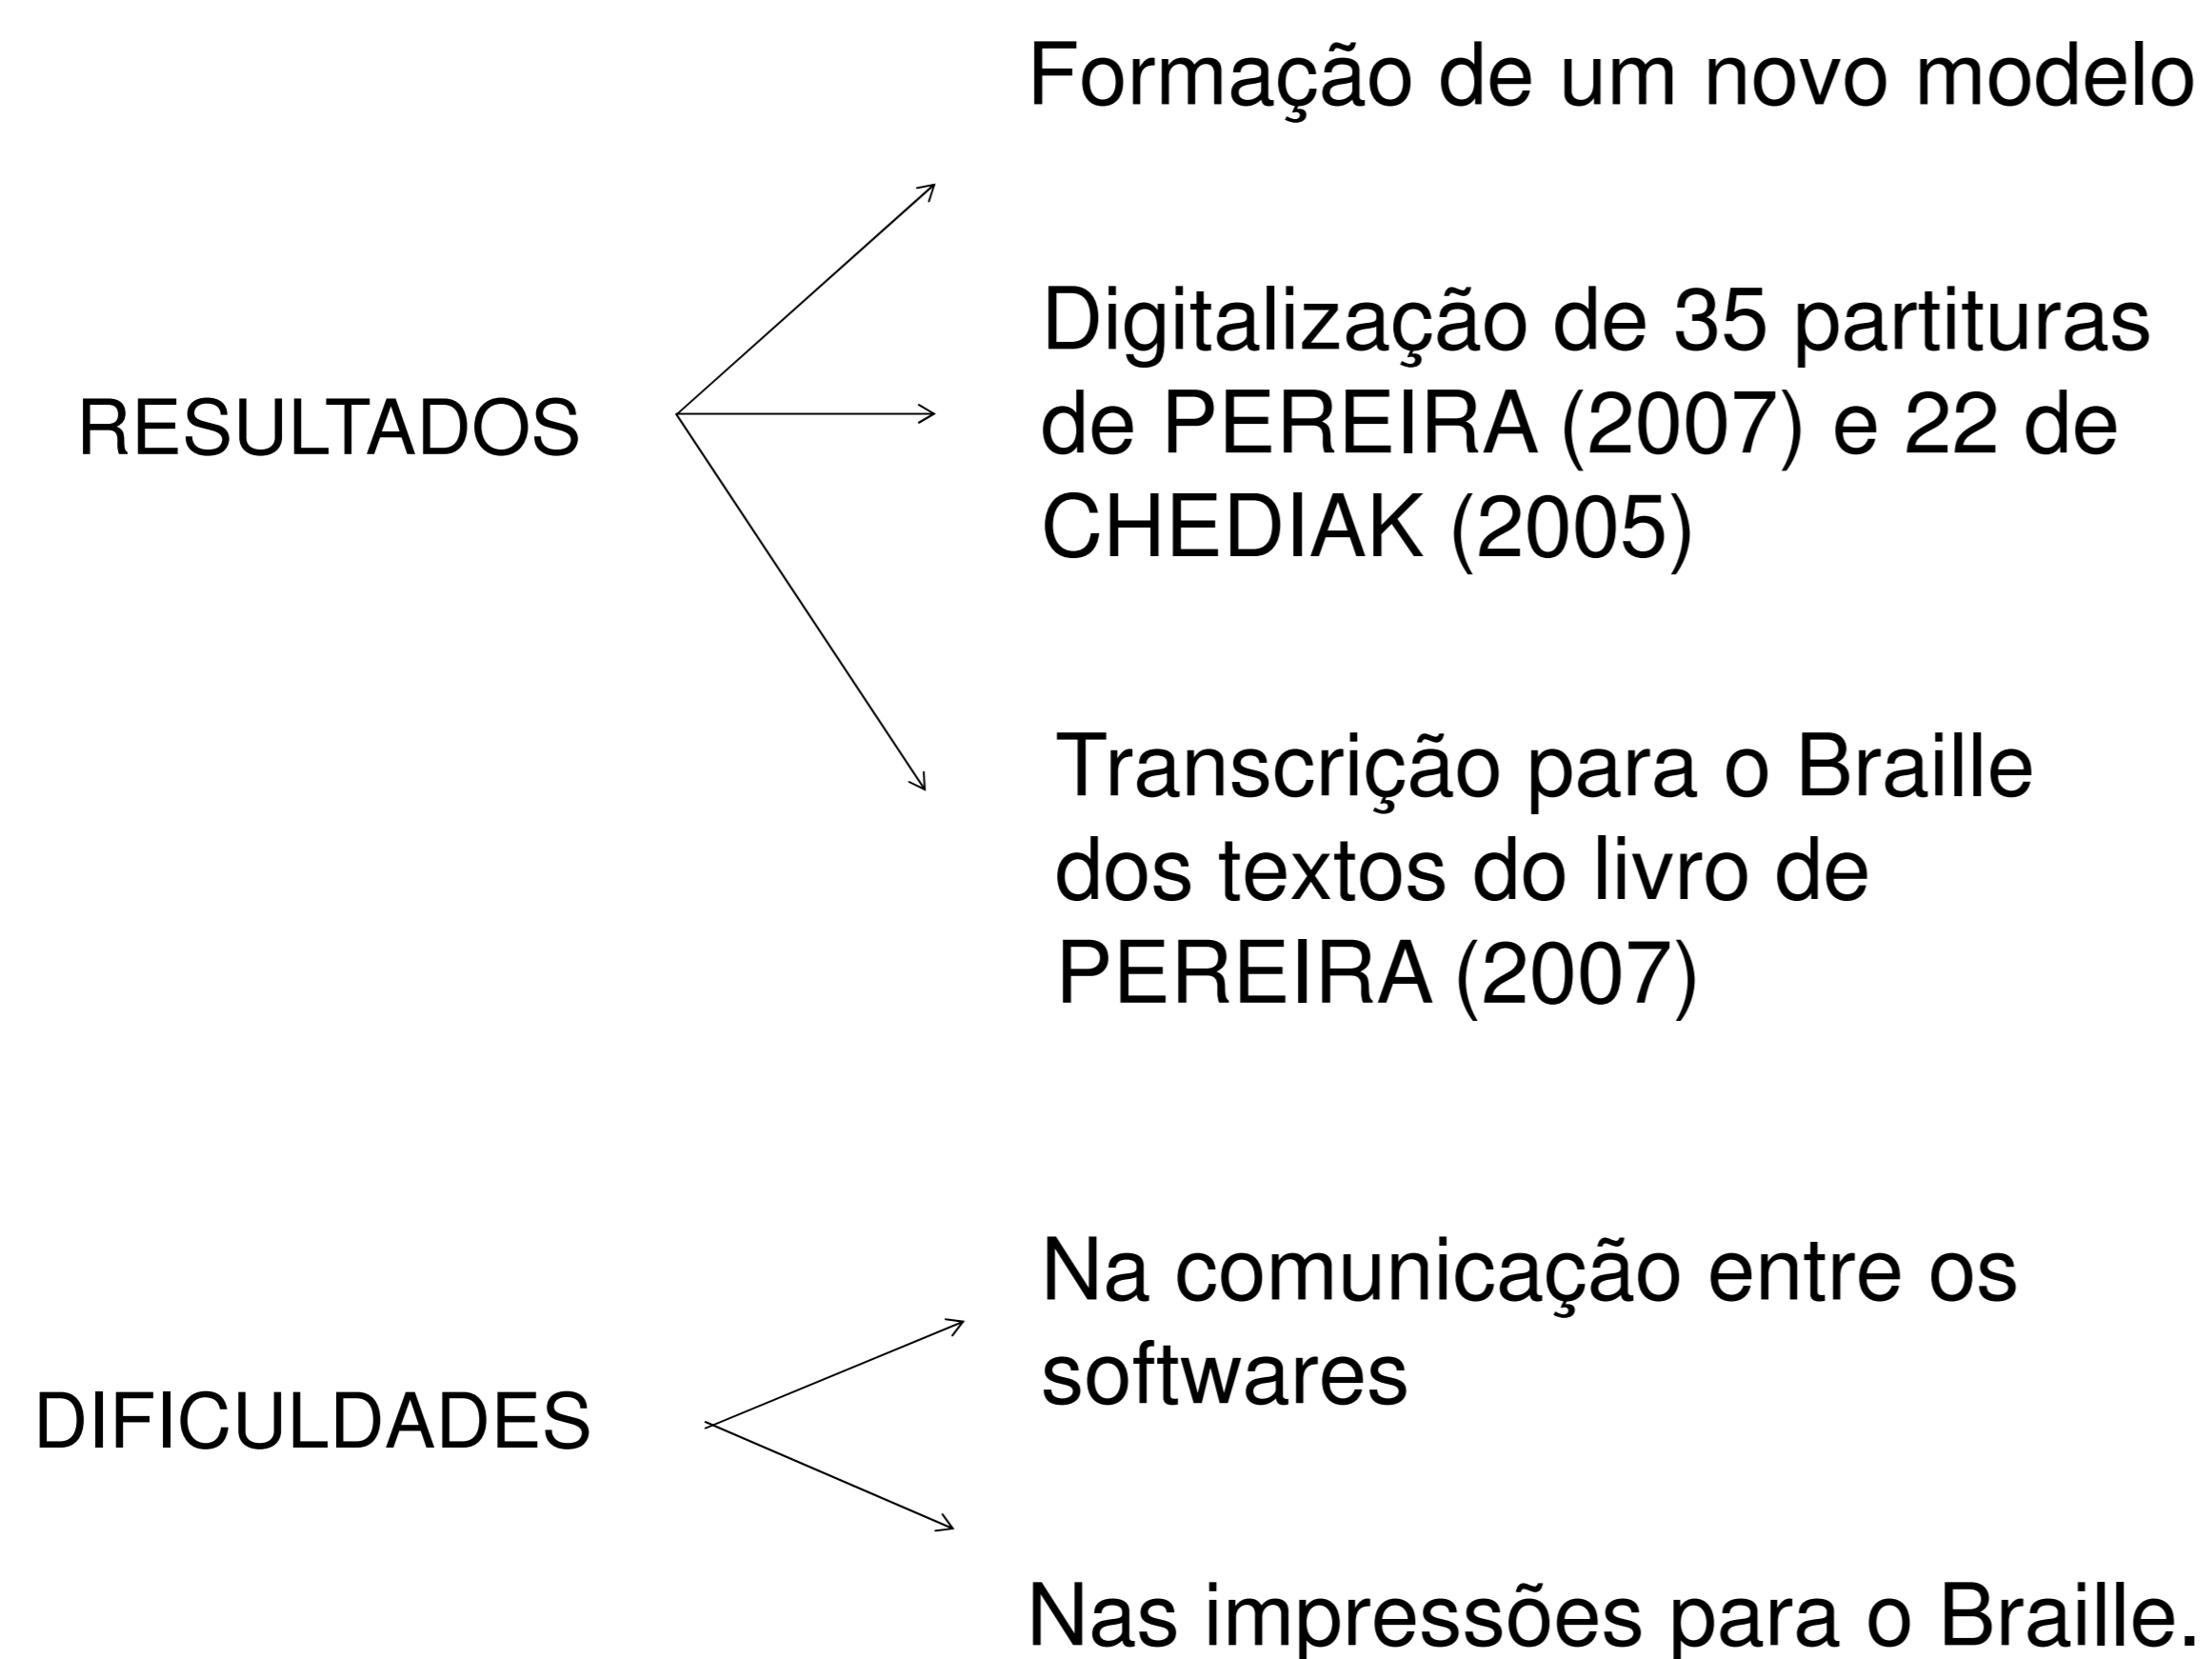 RESULTADOS
Formação de um novo modelo
Digitalização de 35 partituras
de PEREIRA (2007) e 22 de
CHEDIAK (2005)
Transcrição para o Braille
dos textos do livro de
PEREIRA (2007)
DIFICULDADES
Na comunicação entre os
softwares
Nas impressões para o Braille.